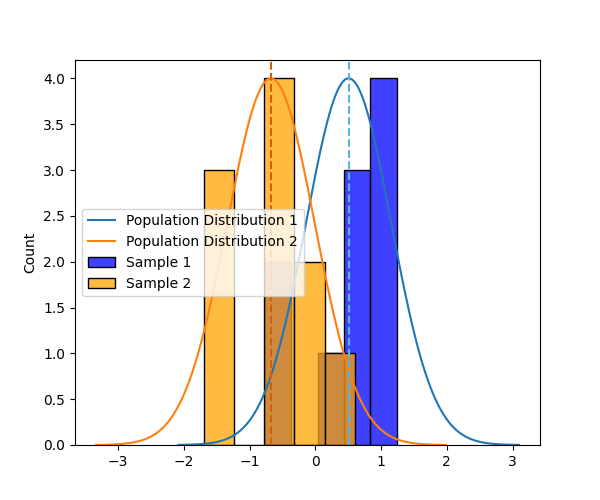 4.0
3.5
3.0
2.5
2.0
1.5
1.0
0.5
0.0
Count
Population Distribution 1
Population Distribution 2
Sample 1
Sample 2
−3 −2 −1 0 1 2 3